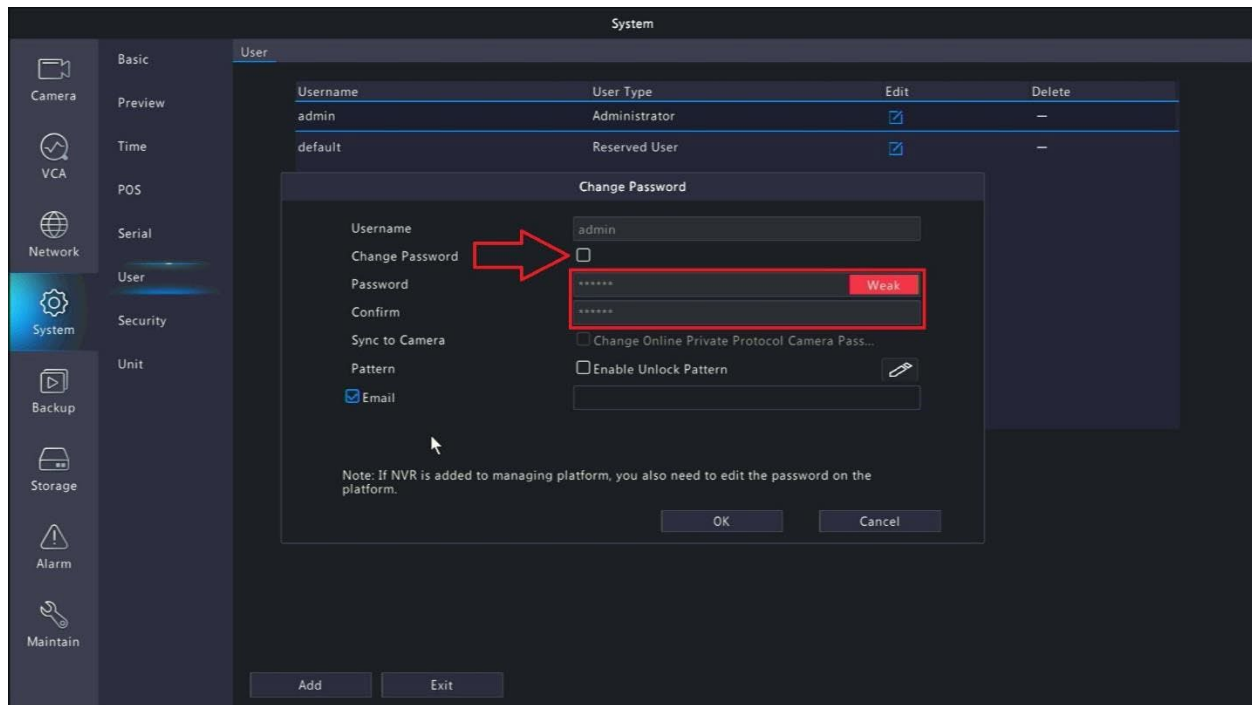 System
Camera
VCA
Network
System
Backup
Storage
Alarm
Maintain
Basic
Preview
Time
POS
Serial
User
Security
Unit
User
Username User Type Edit Delete
admin Administrator –
default Reserved User –
Change Password
Username admin
Change Password
Password ****** Weak
Confirm ******
Sync to Camera Change Online Private Protocol Camera Pass...
Pattern Enable Unlock Pattern
Email
Note: If NVR is added to managing platform, you also need to edit the password on the
platform.
OK Cancel
Add Exit